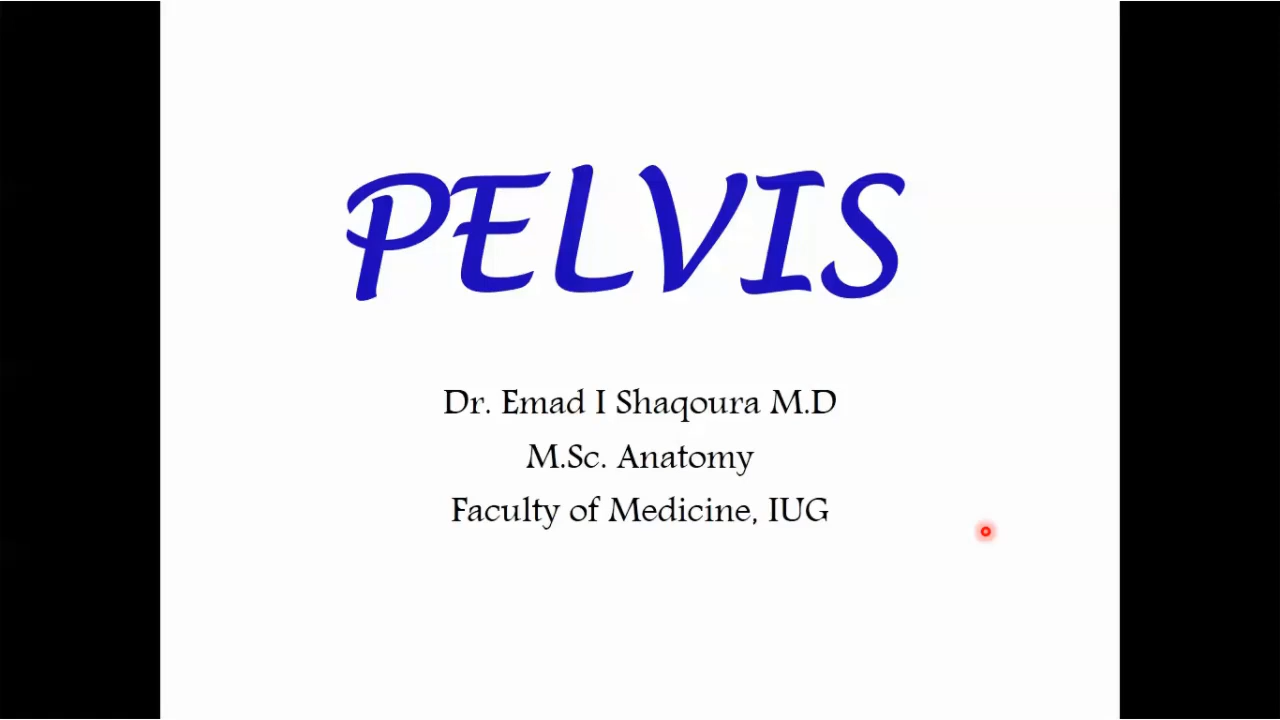 PELVIS
Dr. Emad I Shaqoura M.D
M.Sc. Anatomy
Faculty of Medicine, IUG